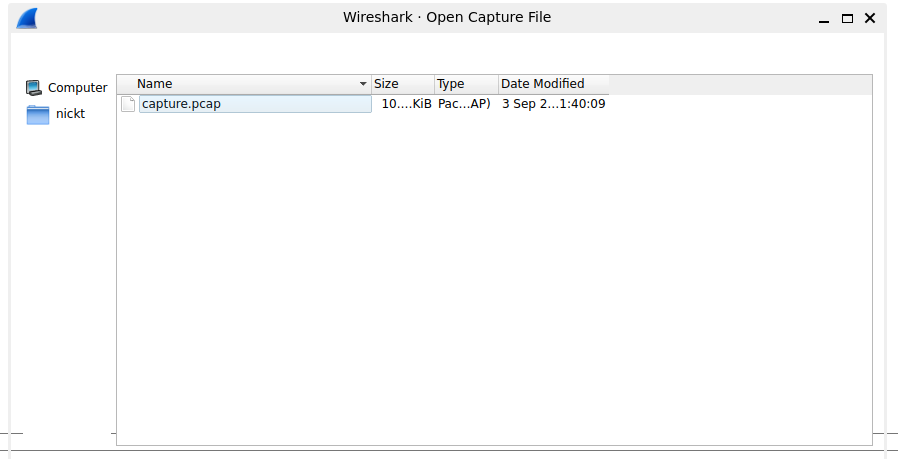 Wireshark · Open Capture File
Computer
nickt
Name Size Type Date Modified
capture.pcap 10....KiB Pac...AP) 3 Sep 2...1:40:09